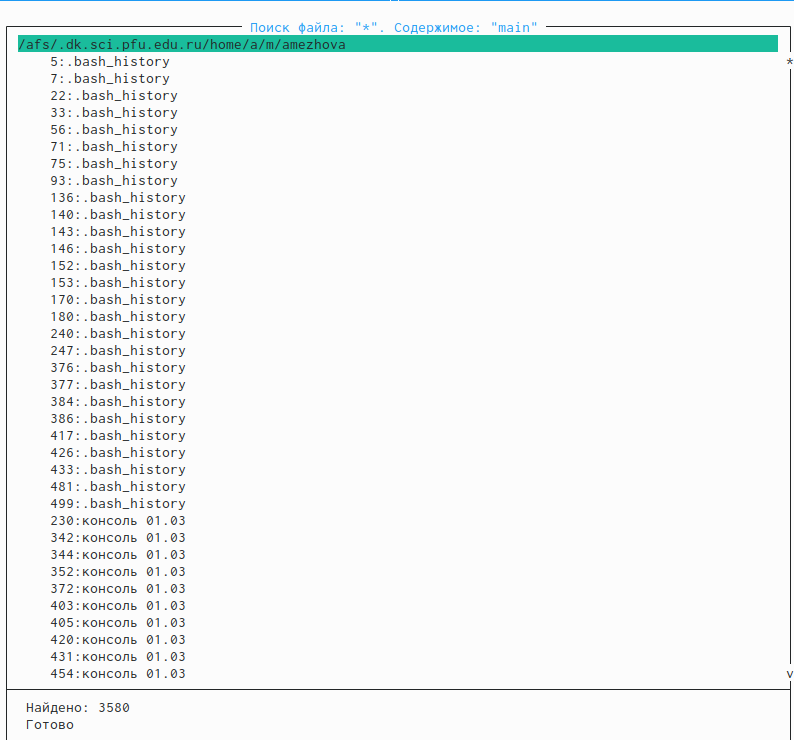 Поиск файла: "*". Содержимое: "main"
/afs/.dk.sci.pfu.edu.ru/home/a/m/amezhova
5:.bash_history
7:.bash_history
22:.bash_history
33:.bash_history
56:.bash_history
71:.bash_history
75:.bash_history
93:.bash_history
136:.bash_history
140:.bash_history
143:.bash_history
146:.bash_history
152:.bash_history
153:.bash_history
170:.bash_history
180:.bash_history
240:.bash_history
247:.bash_history
376:.bash_history
377:.bash_history
384:.bash_history
386:.bash_history
417:.bash_history
426:.bash_history
433:.bash_history
481:.bash_history
499:.bash_history
230:консоль 01.03
342:консоль 01.03
344:консоль 01.03
352:консоль 01.03
372:консоль 01.03
403:консоль 01.03
405:консоль 01.03
420:консоль 01.03
431:консоль 01.03
454:консоль 01.03
Найдено: 3580
Готово